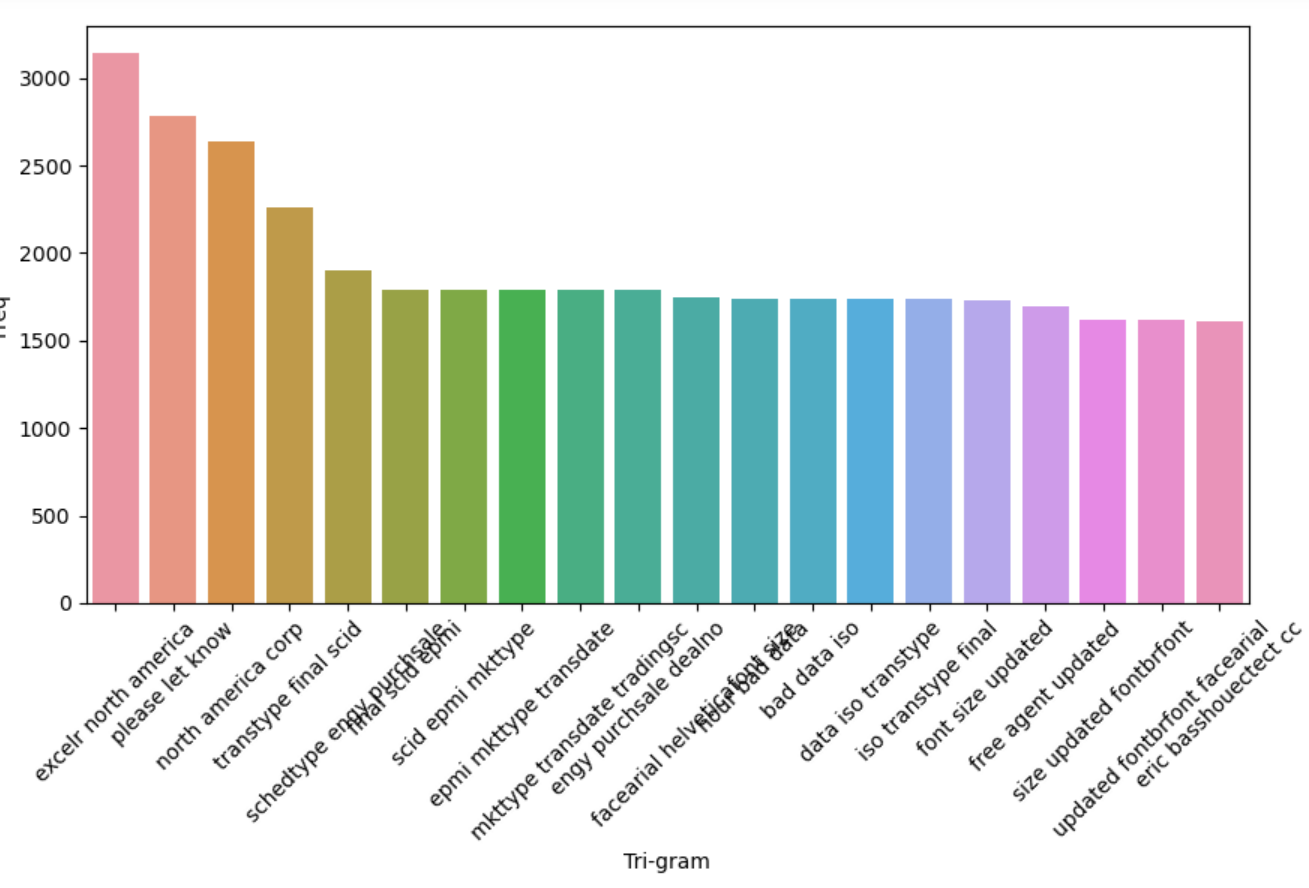 3000
2500
2000
1500
1000
500
0
excelr north america
please let know
north america corp
transtype final scid
schedtype engy purchsale
final scid epmi
scid epmi mkttype
epmi mkttype transdate
mkttype transdate tradingsc
engy purchsale dealno
facearial helveticafont size
hour bad data
bad data iso
data iso transtype
iso transtype final
font size updated
free agent updated
size updated fontbrfont
updated fontbrfont facearial
eric basshouectect cc
Tri-gram